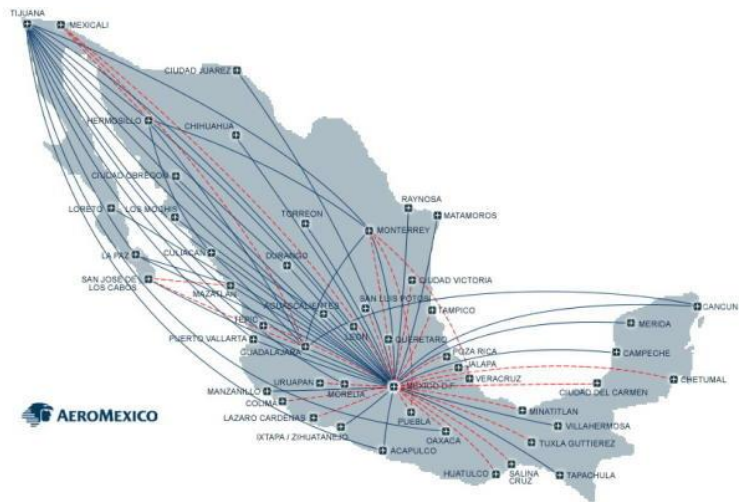 TIJUANA
MEXICALI
CIUDAD JUAREZ
HERMOSILLO
CHIHUAHUA
CIUDAD OBREGON
LORETO
LOS MOCHIS
TORREON
RAYNOSA
MATAMOROS
MONTERREY
LA PAZ
CULIACAN
DURANGO
SAN JOSE DE
LOS CABOS
MAZATLAN
CIUDAD VICTORIA
AGUASCALIENTES
SAN LUIS POTOSI
TAMPICO
CANCUN
TEPIC
LEON
MERIDA
PUERTO VALLARTA
GUADALAJARA
QUERETARO
POZA RICA
JALAPA
CAMPECHE
URUAPAN
MORELIA
MEXICO D.F.
VERACRUZ
CHETUMAL
MANZANILLO
COLIMA
CIUDAD DEL CARMEN
LAZARO CARDENAS
PUEBLA
MINATITLAN
AEROMEXICO
IXTAPA / ZIHUATANEJO
OAXACA
VILLAHERMOSA
TUXLA GUTTIEREZ
ACAPULCO
HUATULCO
SALINA
CRUZ
TAPACHULA